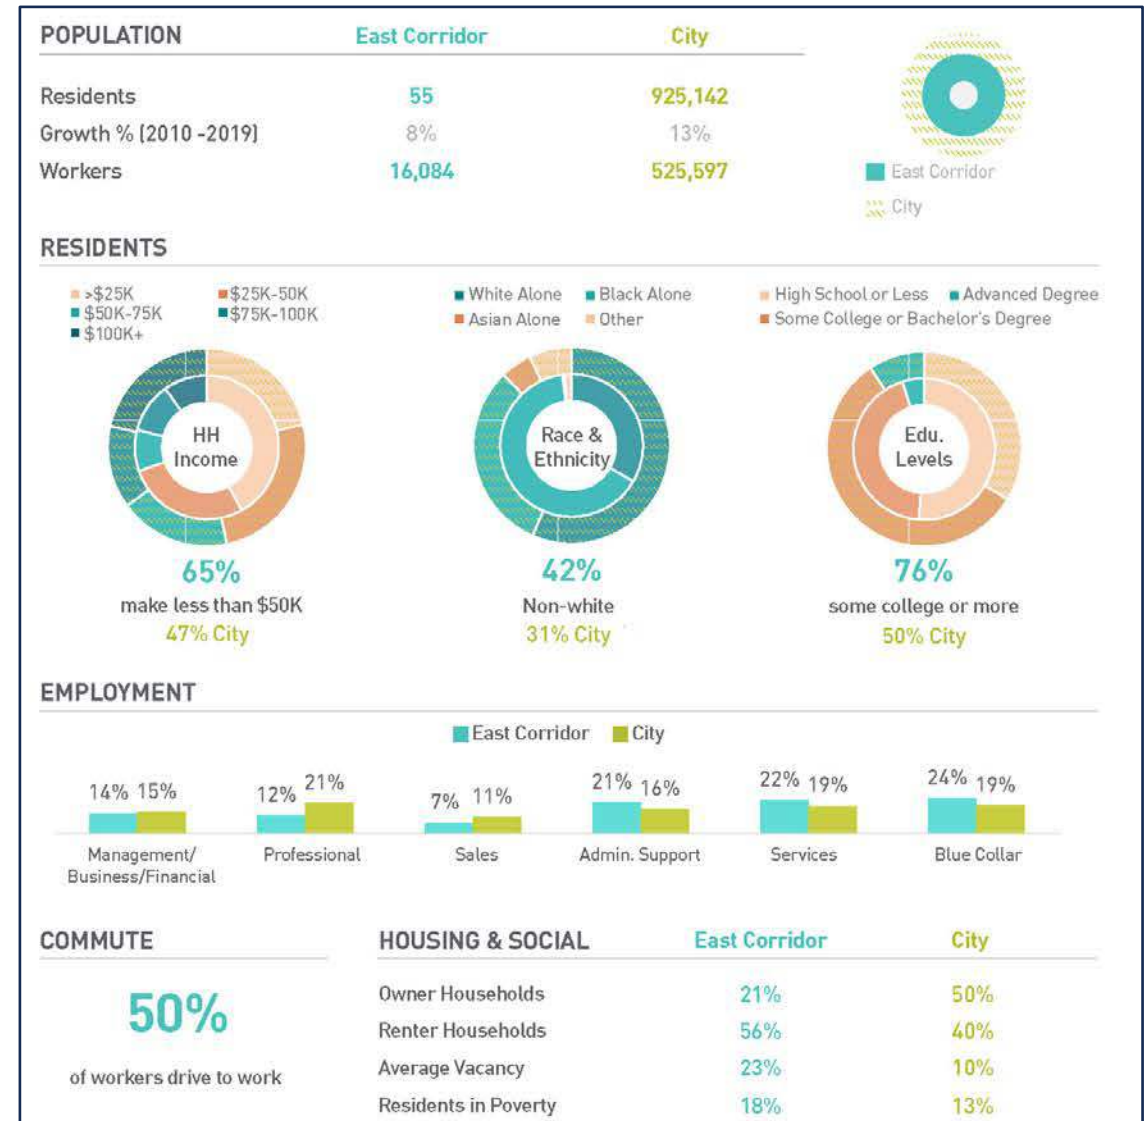 POPULATION East Corridor City
Residents 55 925,142
Growth % (2010 -2019) 8% 13%
Workers 16,084 525,597
East Corridor
City
RESIDENTS
>$25K $25K-50K
$50K-75K $75K-100K
$100K+
White Alone Black Alone
Asian Alone Other
High School or Less Advanced Degree
Some College or Bachelor's Degree
HH
Income
Race &
Ethnicity
Edu.
Levels
65%
make less than $50K
47% City
42%
Non-white
31% City
76%
some college or more
50% City
EMPLOYMENT
East Corridor City
14% 15% 12% 21% 7% 11% 21% 16% 22% 19% 24% 19%
Management/
Business/Financial
Professional
Sales
Admin. Support
Services
Blue Collar
COMMUTE
50%
of workers drive to work
HOUSING & SOCIAL East Corridor City
Owner Households 21% 50%
Renter Households 56% 40%
Average Vacancy 23% 10%
Residents in Poverty 18% 13%